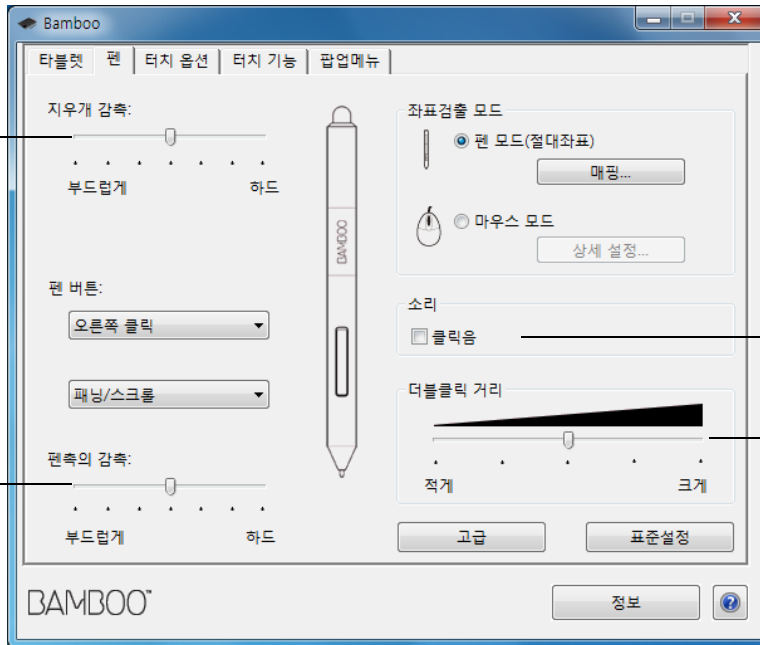 Bamboo
타블렛 펜 터치 옵션 터치 기능 팝업메뉴
지우개 감촉:
부드럽게 하드
펜 버튼:
오른쪽 클릭
패닝/스크롤
펜촉의 감촉:
부드럽게 하드
BAMBOO
좌표검출 모드
펜 모드(절대좌표)
매핑...
마우스 모드
상세 설정...
소리
클릭음
더블클릭 거리
적게 크게
고급 표준설정
BAMBOO™ 정보